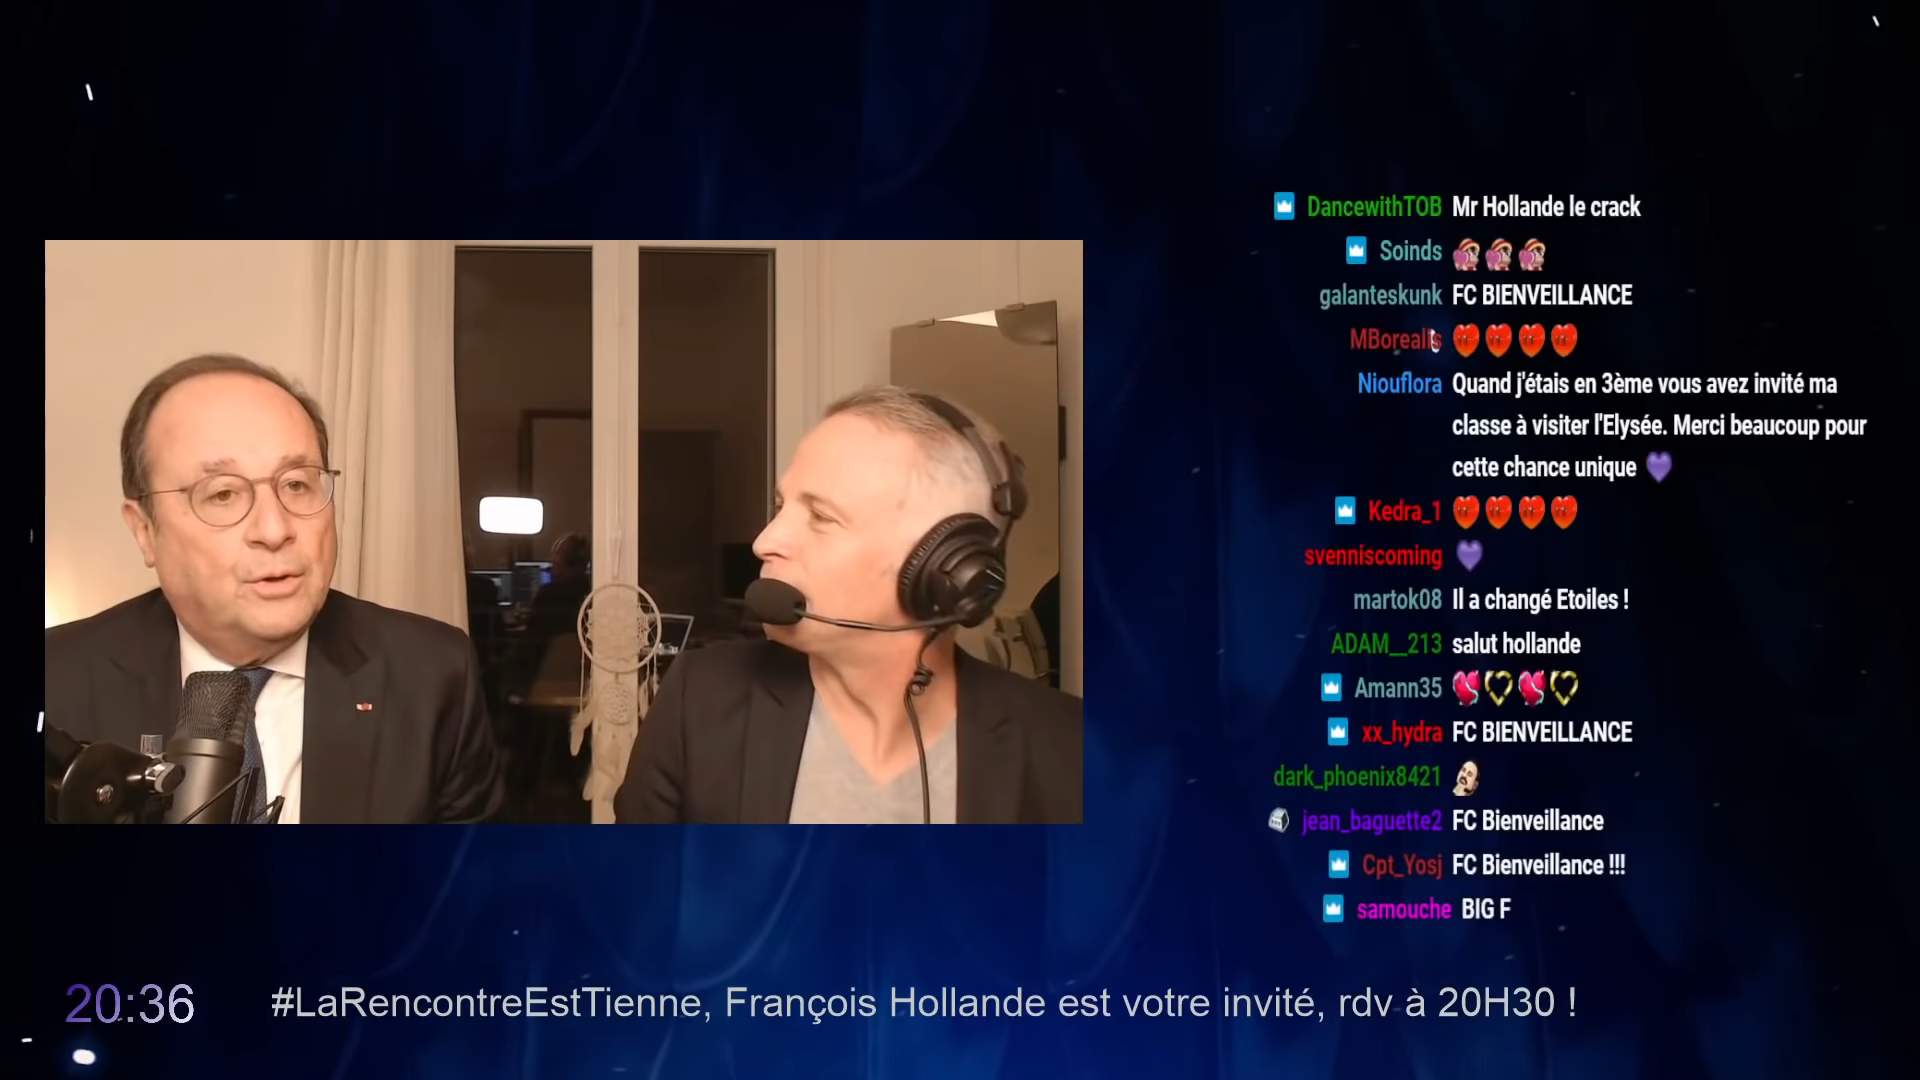 DancewithTOB Mr Hollande le crack
Soinds
galanteskunk FC BIENVEILLANCE
MBorealis
Niouflora Quand j'étais en 3ème vous avez invité ma
classe à visiter l'Elysée. Merci beaucoup pour
cette chance unique
Kedra_1
svenniscoming
martok08 Il a changé Etoiles !
ADAM__213 salut hollande
Amann35
xx_hydra FC BIENVEILLANCE
dark_phoenix8421
jean_baguette2 FC Bienveillance
Cpt_Yosj FC Bienveillance !!!
samouche BIG F
20:36 #LaRencontreEstTienne, François Hollande est votre invité, rdv à 20H30 !